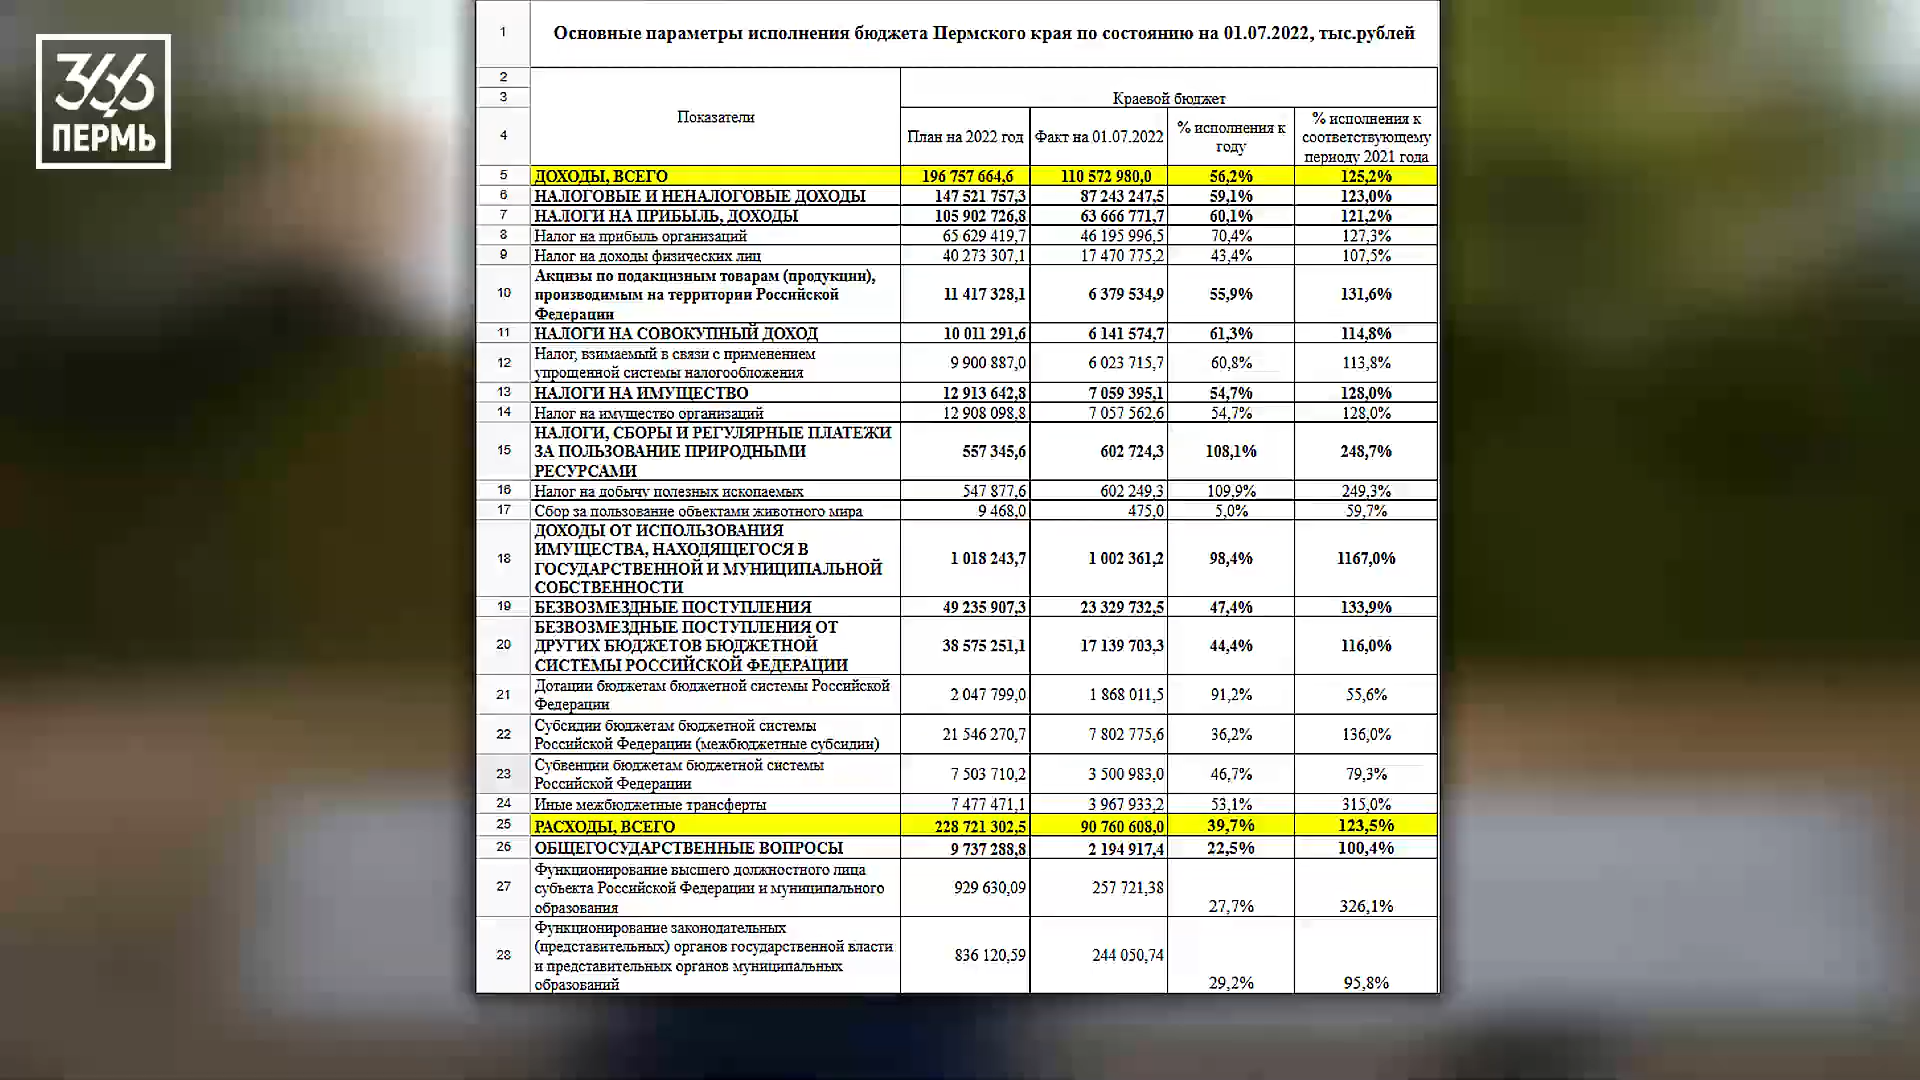 366
ПЕРМЬ
1 Основные параметры исполнения бюджета Пермского края по состоянию на 01.07.2022, тыс.рублей
2
3 Краевой бюджет
4 Показатели
План на 2022 год
Факт на 01.07.2022
% исполнения к
году
% исполнения к
соответствующему
периоду 2021 года
5 ДОХОДЫ, ВСЕГО 196 757 664,6 110 572 980,0 56,2% 125,2%
6 НАЛОГОВЫЕ И НЕНАЛОГОВЫЕ ДОХОДЫ 147 521 757,3 87 243 247,5 59,1% 123,0%
7 НАЛОГИ НА ПРИБЫЛЬ, ДОХОДЫ 105 902 726,8 63 666 771,7 60,1% 121,2%
8 Налог на прибыль организаций 65 629 419,7 46 195 996,5 70,4% 127,3%
9 Налог на доходы физических лиц 40 273 307,1 17 470 775,2 43,4% 107,5%
Акцизы по подакцизным товарам (продукции),
10 производимым на территории Российской 11 417 328,1 6 379 534,9 55,9% 131,6%
Федерации
11 НАЛОГИ НА СОВОКУПНЫЙ ДОХОД 10 011 291,6 6 141 574,7 61,3% 114,8%
Налог, взимаемый в связи с применением
12 упрощенной системы налогообложения 9 900 887,0 6 023 715,7 60,8% 113,8%
13 НАЛОГИ НА ИМУЩЕСТВО 12 913 642,8 7 059 395,1 54,7% 128,0%
14 Налог на имущество организаций 12 908 098,8 7 057 562,6 54,7% 128,0%
НАЛОГИ, СБОРЫ И РЕГУЛЯРНЫЕ ПЛАТЕЖИ
15 ЗА ПОЛЬЗОВАНИЕ ПРИРОДНЫМИ 557 345,6 602 724,3 108,1% 248,7%
РЕСУРСАМИ
16 Налог на добычу полезных ископаемых 547 877,6 602 249,3 109,9% 249,3%
17 Сбор за пользование объектами животного мира 9 468,0 475,0 5,0% 59,7%
ДОХОДЫ ОТ ИСПОЛЬЗОВАНИЯ
18 ИМУЩЕСТВА, НАХОДЯЩЕГОСЯ В 1 018 243,7 1 002 361,2 98,4% 1167,0%
ГОСУДАРСТВЕННОЙ И МУНИЦИПАЛЬНОЙ
СОБСТВЕННОСТИ
19 БЕЗВОЗМЕЗДНЫЕ ПОСТУПЛЕНИЯ 49 235 907,3 23 329 732,5 47,4% 133,9%
БЕЗВОЗМЕЗДНЫЕ ПОСТУПЛЕНИЯ ОТ
20 ДРУГИХ БЮДЖЕТОВ БЮДЖЕТНОЙ 38 575 251,1 17 139 703,3 44,4% 116,0%
СИСТЕМЫ РОССИЙСКОЙ ФЕДЕРАЦИИ
21 Дотации бюджетам бюджетной системы Российской 2 047 799,0 1 868 011,5 91,2% 55,6%
Федерации
22 Субсидии бюджетам бюджетной системы 21 546 270,7 7 802 775,6 36,2% 136,0%
Российской Федерации (межбюджетные субсидии)
23 Субвенции бюджетам бюджетной системы 7 503 710,2 3 500 983,0 46,7% 79,3%
Российской Федерации
24 Иные межбюджетные трансферты 7 477 471,1 3 967 933,2 53,1% 315,0%
25 РАСХОДЫ, ВСЕГО 228 721 302,5 90 760 608,0 39,7% 123,5%
26 ОБЩЕГОСУДАРСТВЕННЫЕ ВОПРОСЫ 9 737 288,8 2 194 917,4 22,5% 100,4%
Функционирование высшего должностного лица
27 субъекта Российской Федерации и муниципального 929 630,09 257 721,38
образования 27,7% 326,1%
Функционирование законодательных
(представительных) органов государственной власти
28 и представительных органов муниципальных 836 120,59 244 050,74
образований 29,2% 95,8%